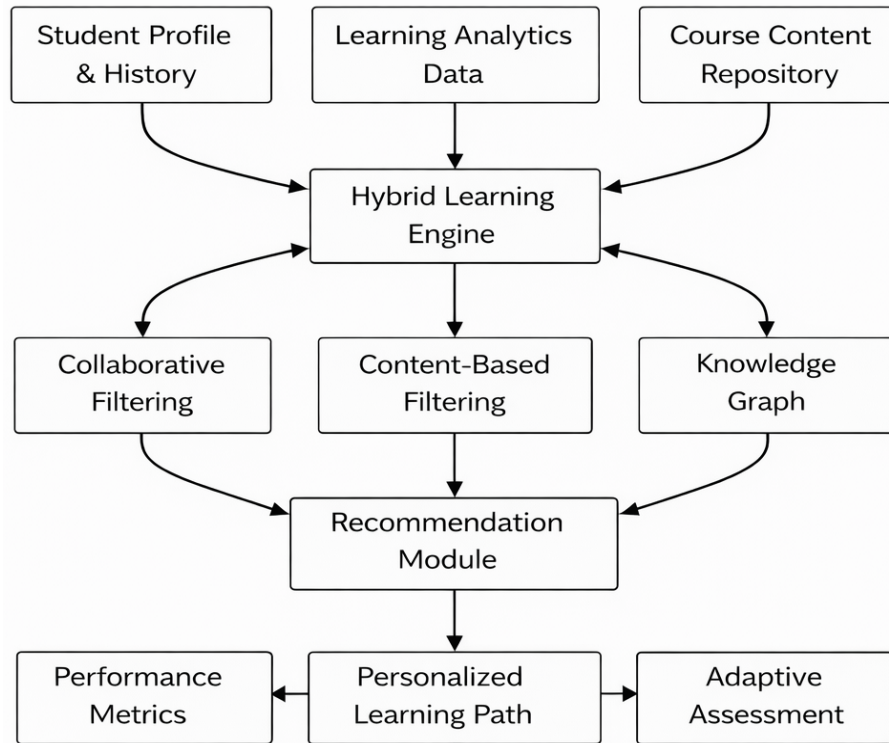 Student Profile
& History
Learning Analytics
Data
Course Content
Repository
Hybrid Learning
Engine
Collaborative
Filtering
Content-Based
Filtering
Knowledge
Graph
Recommendation
Module
Performance
Metrics
Personalized
Learning Path
Adaptive
Assessment